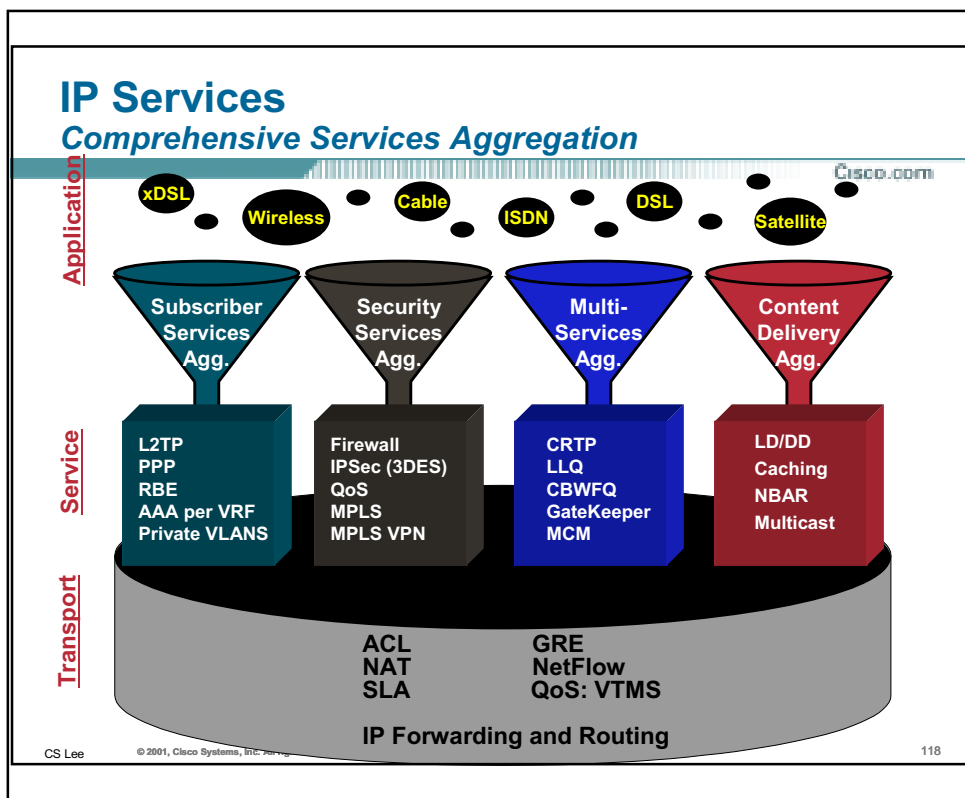 IP Services
Comprehensive Services Aggregation
Cisco.com
Application
xDSL
Wireless
Cable
ISDN
DSL
Satellite
Subscriber
Services
Agg.
Security
Services
Agg.
Multi-
Services
Agg.
Content
Delivery
Agg.
Service
L2TP
PPP
RBE
AAA per VRF
Private VLANS
Firewall
IPSec (3DES)
QoS
MPLS
MPLS VPN
CRTP
LLQ
CBWFQ
GateKeeper
MCM
LD/DD
Caching
NBAR
Multicast
Transport
ACL GRE
NAT NetFlow
SLA QoS: VTMS
IP Forwarding and Routing
CS Lee
© 2001, Cisco Systems, Inc.
118